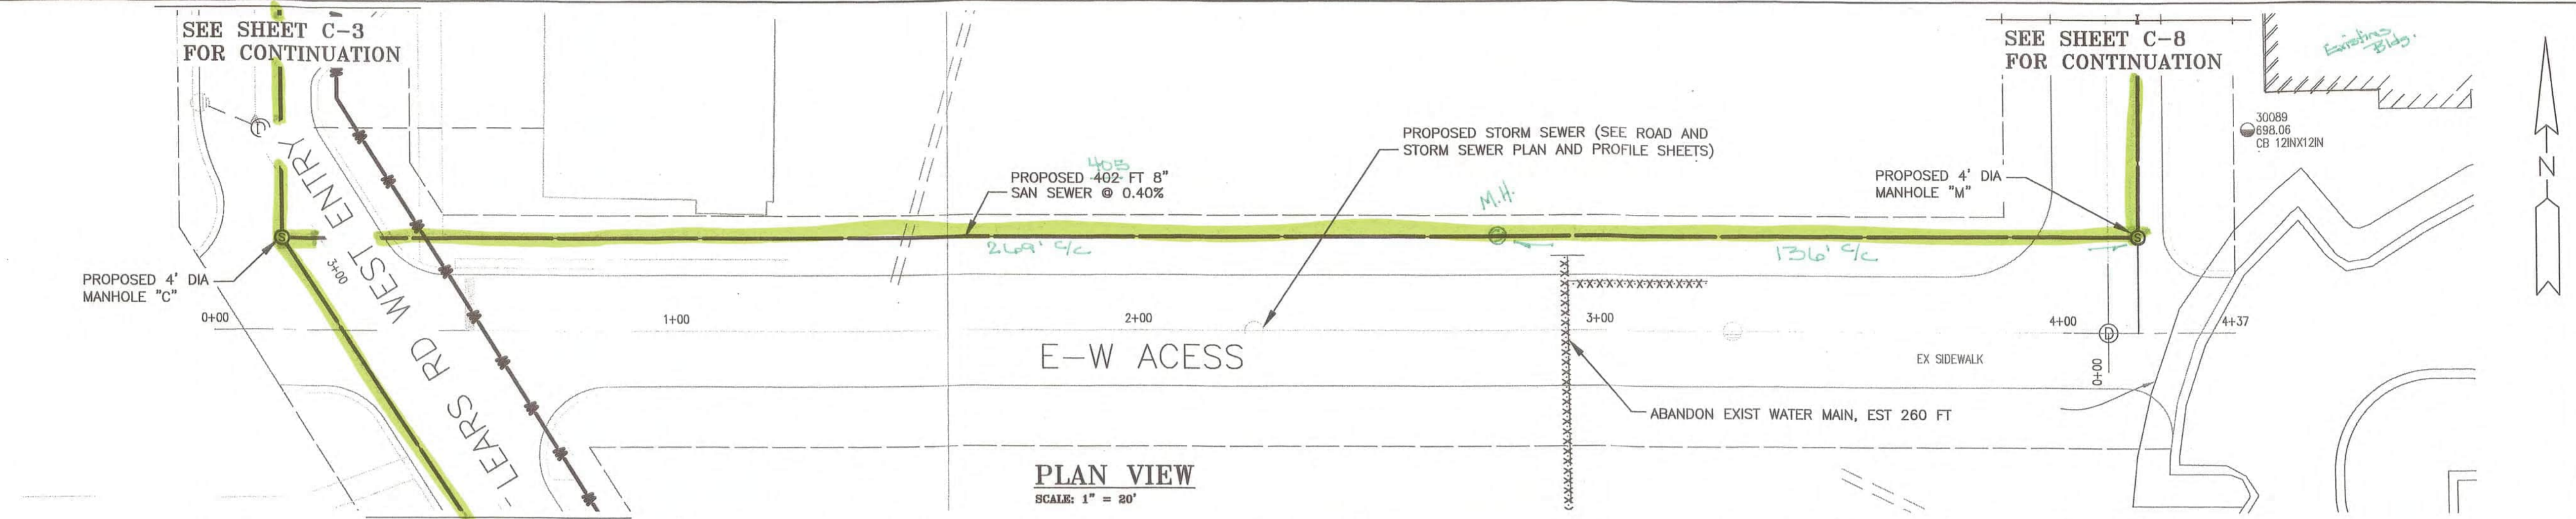 SEE SHEET C-3
FOR CONTINUATION
SEE SHEET C-8
FOR CONTINUATION
Existing
Bldg.
30089
698.06
CB 12INX12IN
PROPOSED STORM SEWER (SEE ROAD AND
STORM SEWER PLAN AND PROFILE SHEETS)
405
PROPOSED 402 FT 8"
SAN SEWER @ 0.40%
M.H.
PROPOSED 4' DIA
MANHOLE "M"
N
S
S
269' c/c
136' c/c
PROPOSED 4' DIA
MANHOLE "C"
3+00
LEARS RD. WEST ENTRY
0+00
1+00
2+00
3+00
4+00
4+37
D
0+00
E-W ACESS
EX SIDEWALK
ABANDON EXIST WATER MAIN, EST 260 FT
PLAN VIEW
SCALE: 1" = 20'